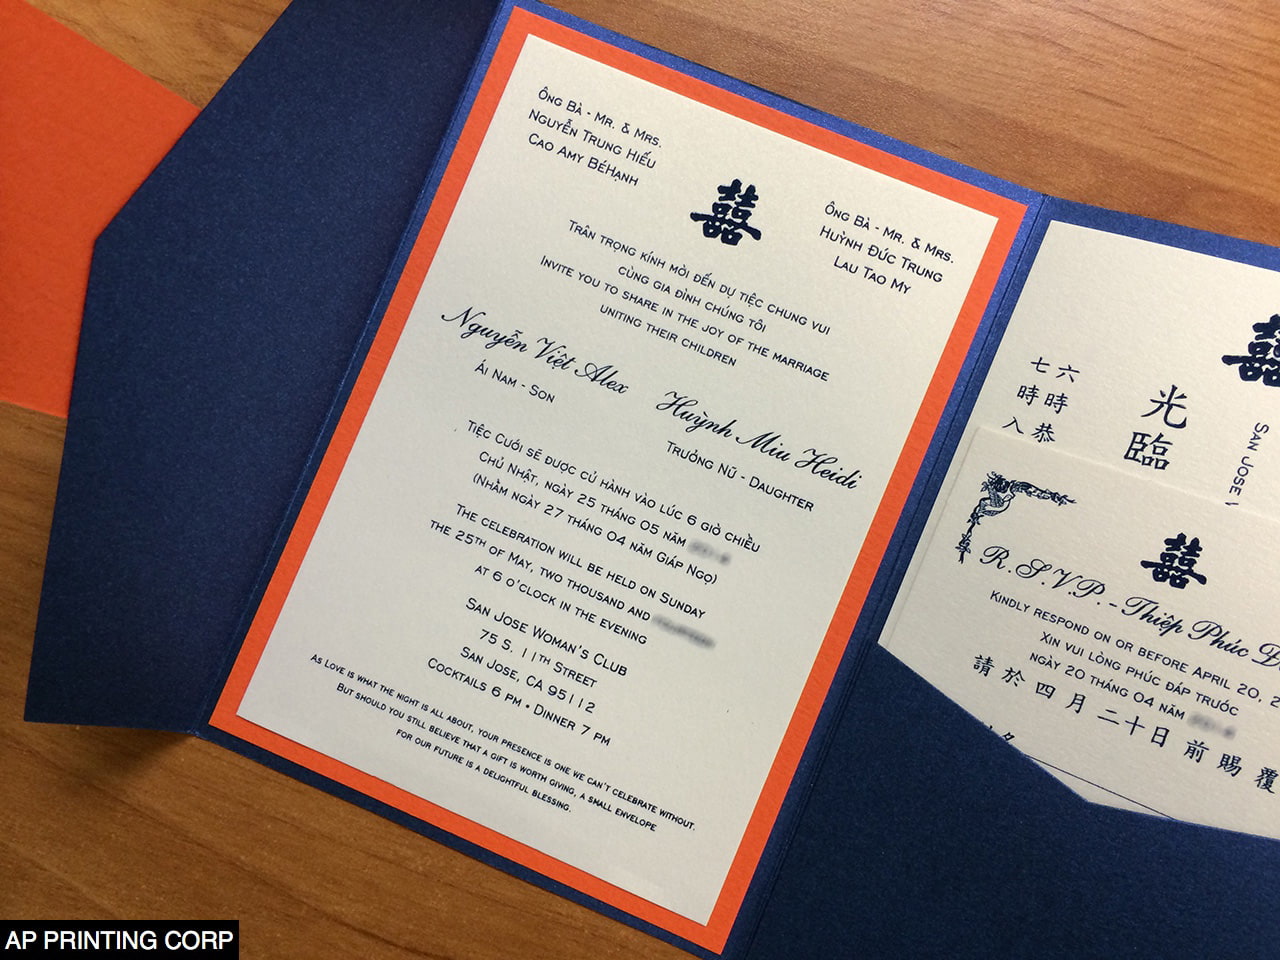 Ông Bà - Mr. & Mrs.
Nguyễn Trung Hiếu
Cao Amy BéHạnh
囍
Ông Bà - Mr. & Mrs.
Huỳnh Đức Trung
Lau Tao My
Trân trọng kính mời đến dự tiệc chung vui
cùng gia đình chúng tôi
Invite you to share in the joy of the marriage
uniting their children
Nguyễn Việt Alex
Ái Nam - Son
Huỳnh Miu Heidi
Trưởng Nữ - Daughter
Tiệc Cưới sẽ được cử hành vào lúc 6 giờ chiều
Chủ Nhật, ngày 25 tháng 05 năm
(Nhằm ngày 27 tháng 04 năm Giáp Ngọ)
The celebration will be held on Sunday
the 25th of May, two thousand and
at 6 o'clock in the evening
San Jose Woman's Club
75 S. 11th Street
San Jose, CA 95112
Cocktails 6 pm • Dinner 7 pm
As Love is what the night is all about, your presence is one we can't celebrate without.
But should you still believe that a gift is worth giving, a small envelope
for our future is a delightful blessing.
囍
光臨
六時恭
七時入
San Jose
囍
R.S.V.P. - Thiệp Phúc
Kindly respond on or before April 20,
Xin vui lòng phúc đáp trước
ngày 20 tháng 04 năm
請於四月二十日前賜覆
AP PRINTING CORP